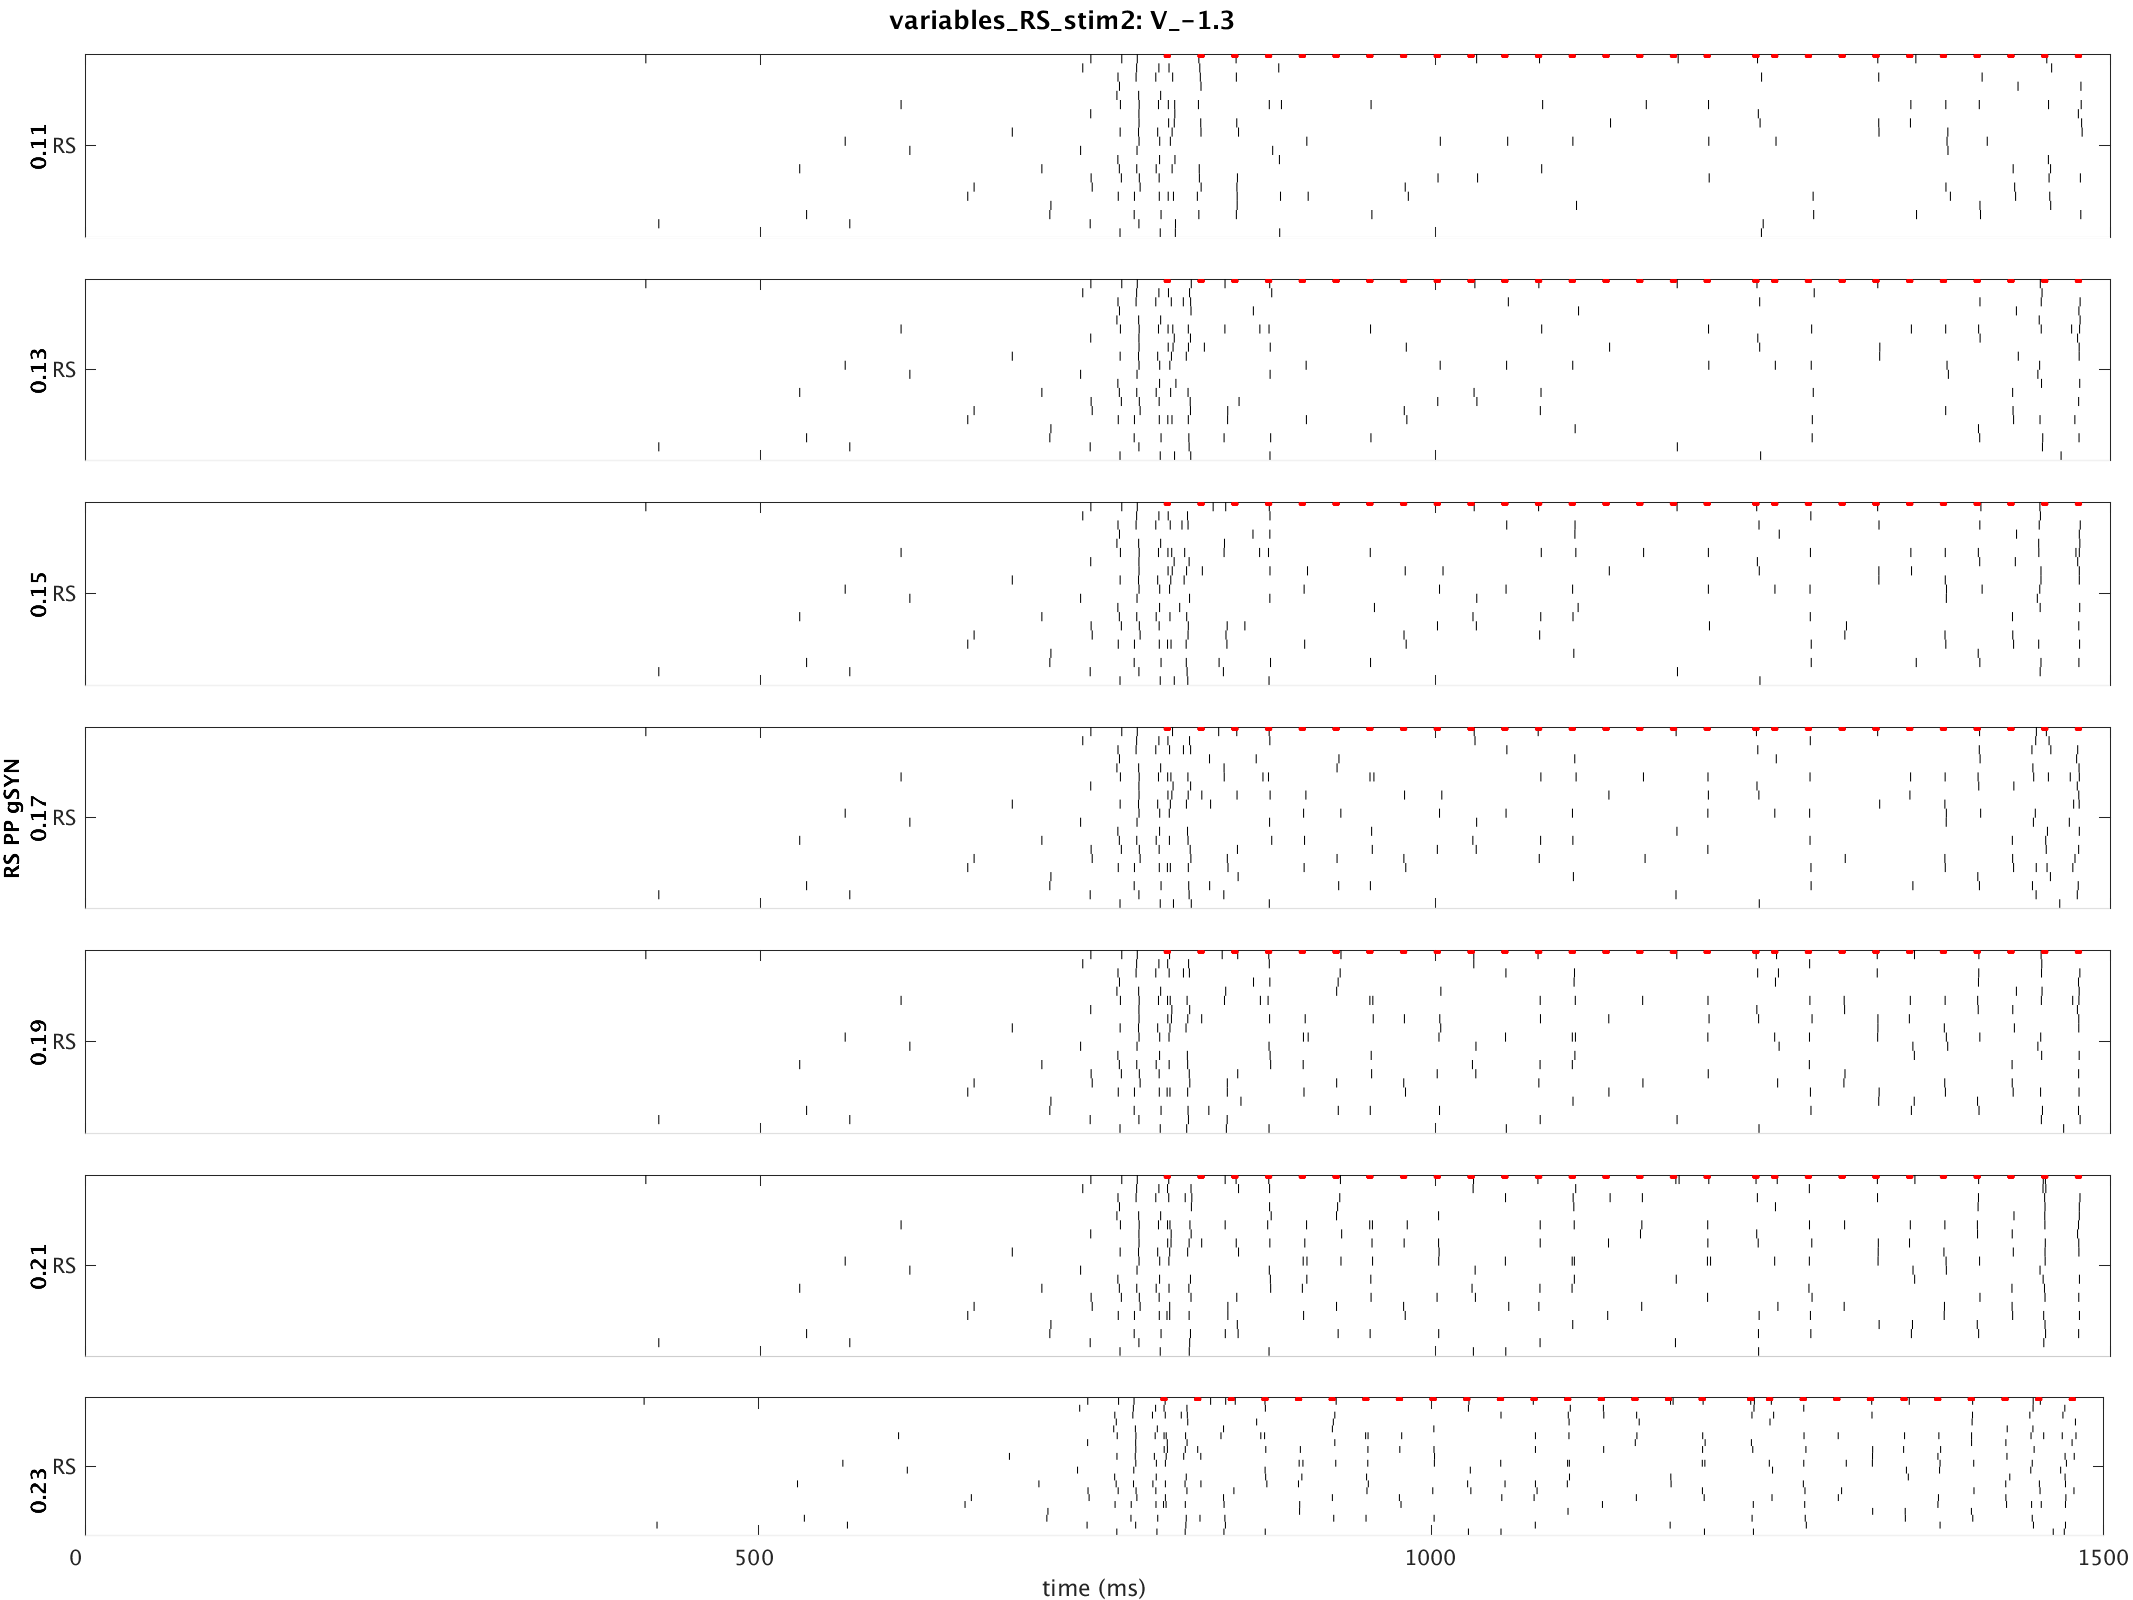 variables_RS_stim2: V_-1.3
RS PP gSYN
0.11
RS
0.13
RS
0.15
RS
0.17
RS
0.19
RS
0.21
RS
0.23
RS
0
500
1000
1500
time (ms)